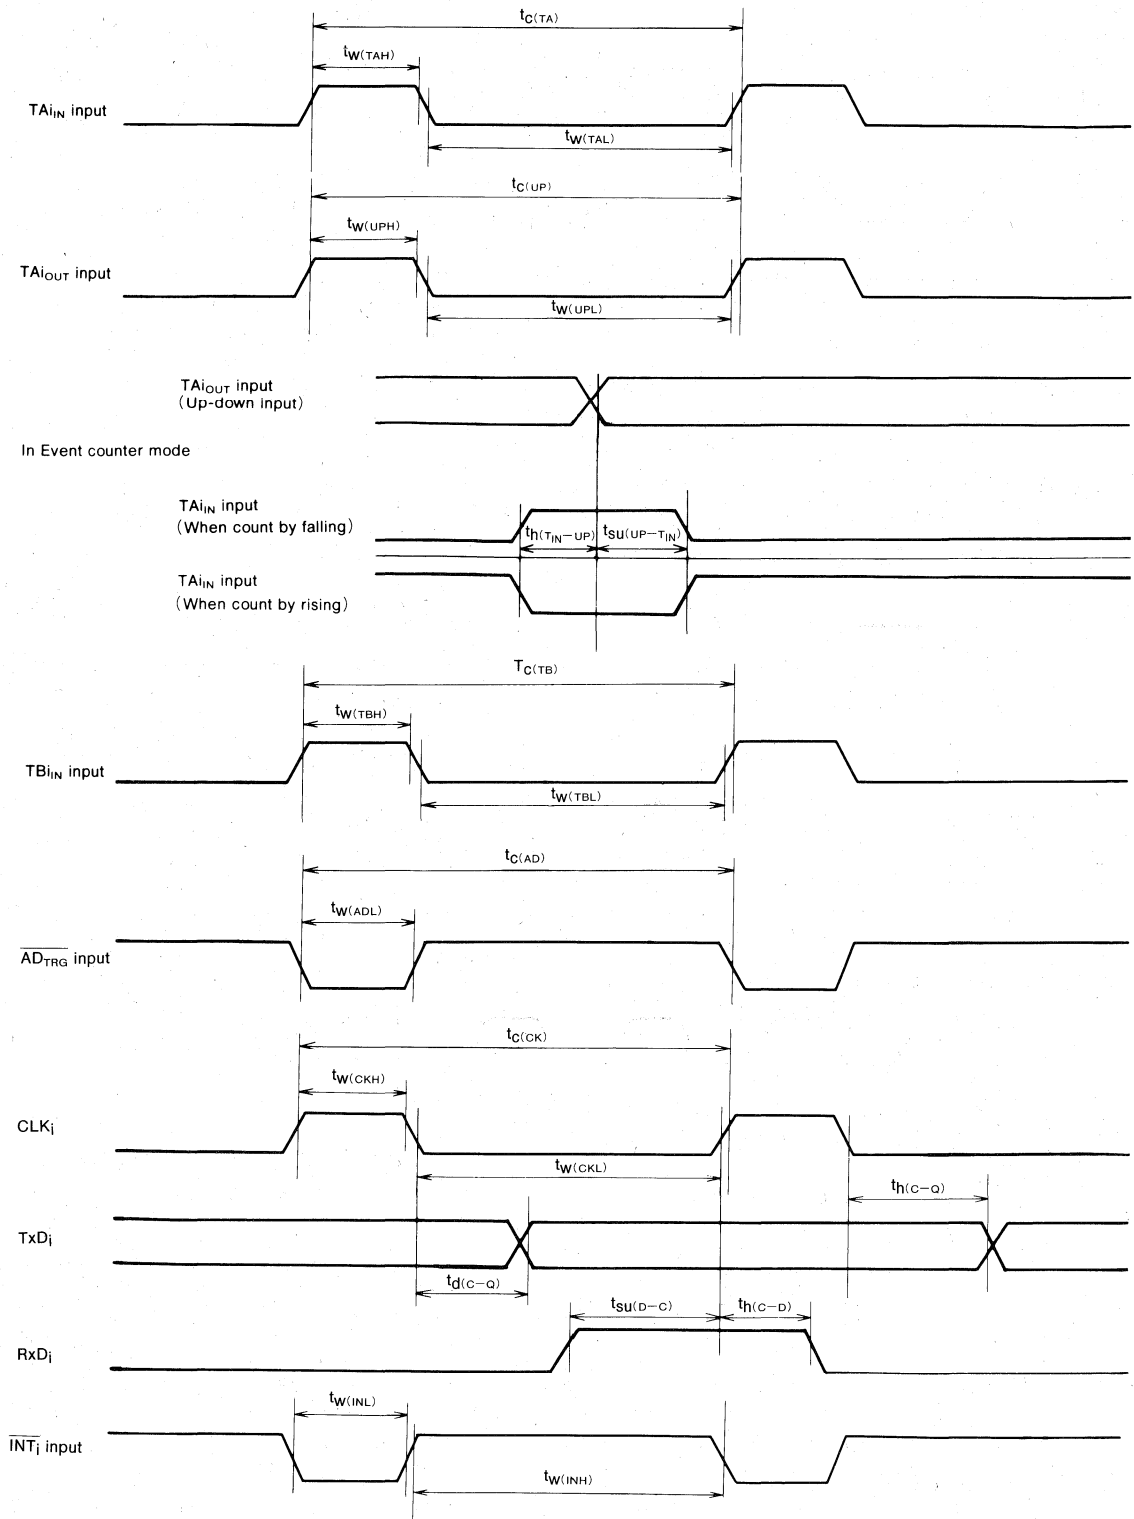 tC(TA)
tW(TAH)
TAiIN input
tW(TAL)
tC(UP)
tW(UPH)
TAiOUT input
tW(UPL)
TAiOUT input
(Up-down input)
In Event counter mode
TAiIN input
(When count by falling)
th(TIN−UP) tsu(UP−TIN)
TAiIN input
(When count by rising)
TC(TB)
tW(TBH)
TBiIN input
tW(TBL)
tC(AD)
tW(ADL)
ADTRG input
tC(CK)
tW(CKH)
CLKi
tW(CKL)
th(C−Q)
TxDi
td(C−Q)
tsu(D−C) th(C−D)
RxDi
tW(INL)
INTi input
tW(INH)